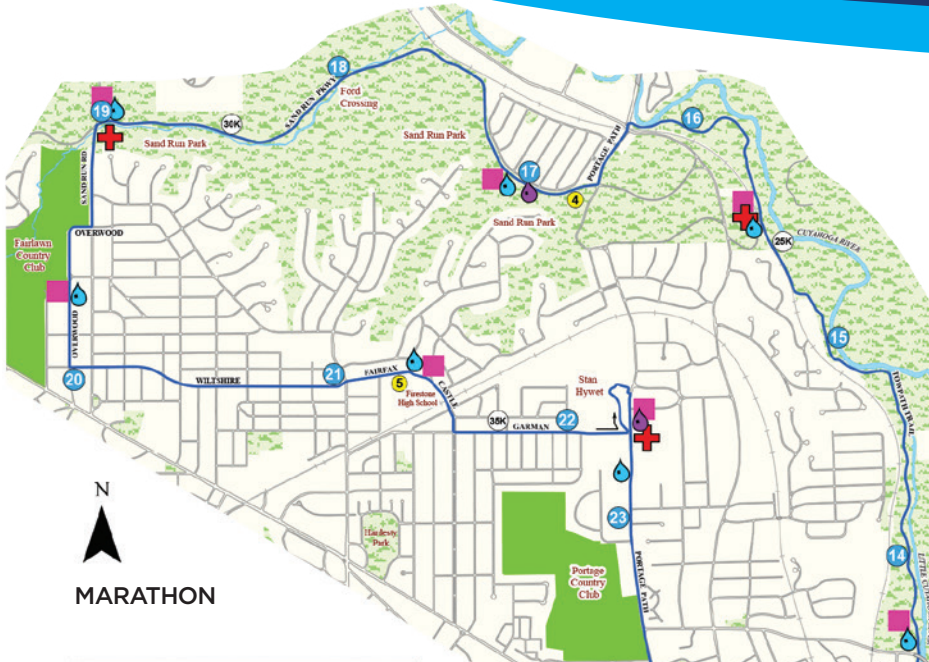 18
Ford
Crossing
SAND RUN PKWY
19
30K
Sand Run Park
Sand Run Park
16
PORTAGE PATH
17
4
SAND RUN RD
Sand Run Park
CUYAHOGA RIVER
25K
OVERWOOD
Fairlawn
Country
Club
15
OVERWOOD
20
WILTSHIRE
21
FAIRFAX
5
Firestone
High School
CASTLE
Stan
Hywet
TOWPATH TRAIL
35K
22
GARMAN
N
23
Hardesty
Park
14
PORTAGE PATH
Portage
Country
Club
LITTLE
MARATHON